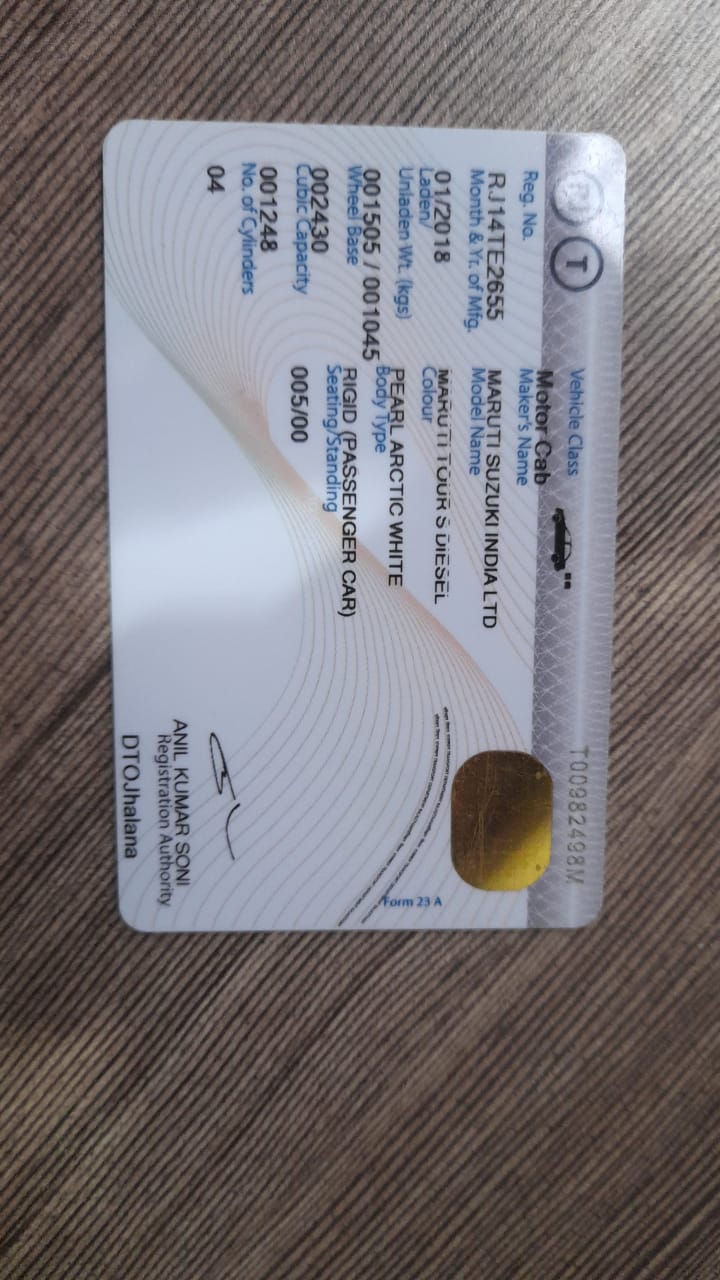 RJ T Vehicle Class T00982498M
Motor Cab
Reg. No. Maker's Name
RJ14TE2655 MARUTI SUZUKI INDIA LTD
Month & Yr. of Mfg. Model Name
01/2018 MARUTI TOUR S DIESEL
Laden/ Colour
Unladen Wt. (kgs) PEARL ARCTIC WHITE
001505 / 001045 Body Type
Wheel Base RIGID (PASSENGER CAR)
002430 Seating/Standing
Cubic Capacity 005/00
001248
No. of Cylinders
04
Form 23 A
ANIL KUMAR SONI
Registration Authority
DTOJhalana